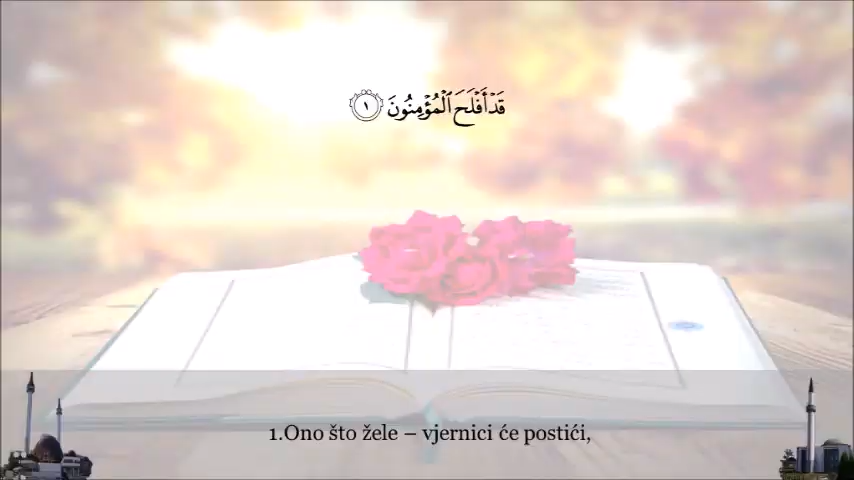 قَدْ أَفْلَحَ ٱلْمُؤْمِنُونَ ١
1.Ono što žele – vjernici će postići,